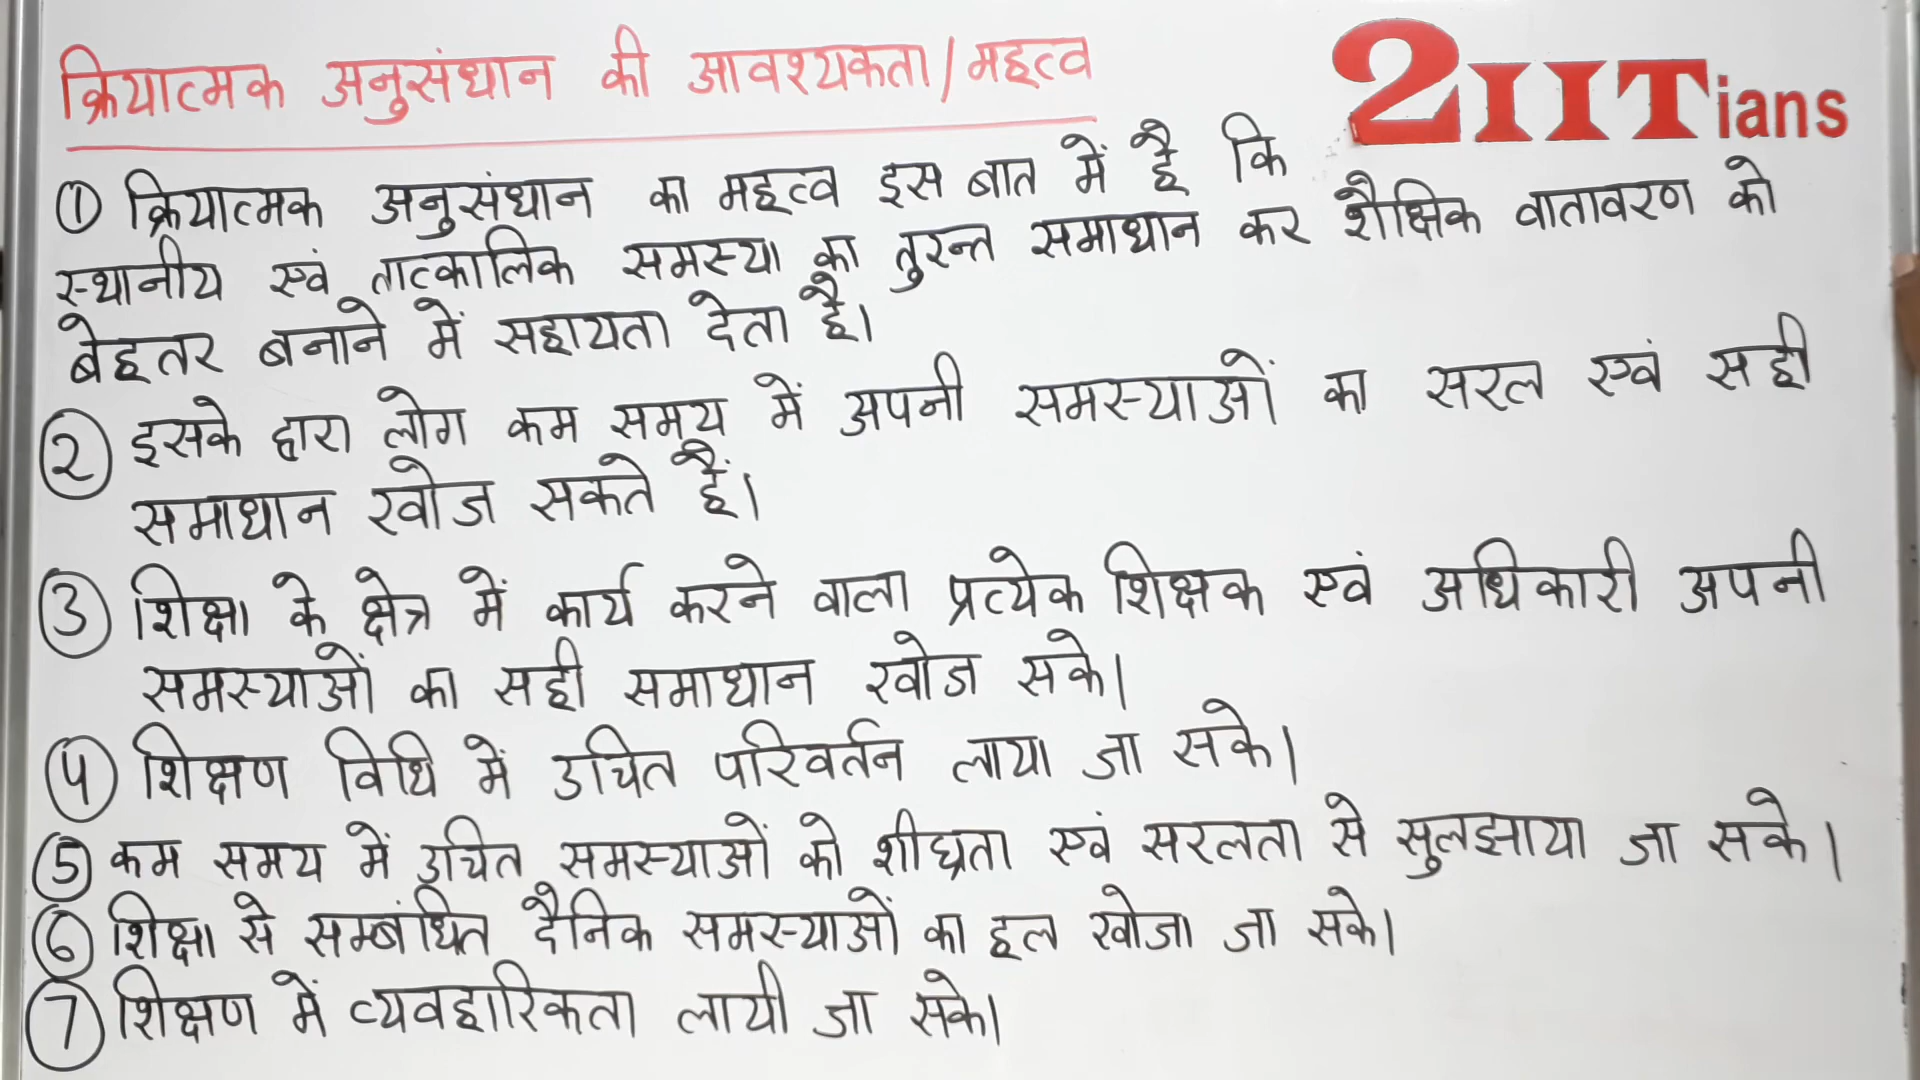 क्रियात्मक अनुसंधान की आवश्यकता/महत्व
2IITians
① क्रियात्मक अनुसंधान का महत्व इस बात में है कि
स्थानीय एवं तात्कालिक समस्या का तुरन्त समाधान कर शैक्षिक वातावरण को
बेहतर बनाने में सहायता देता है।
② इसके द्वारा लोग कम समय में अपनी समस्याओं का सरल एवं सही
समाधान खोज सकते हैं।
③ शिक्षा के क्षेत्र में कार्य करने वाला प्रत्येक शिक्षक एवं अधिकारी अपनी
समस्याओं का सही समाधान खोज सके।
④ शिक्षण विधि में उचित परिवर्तन लाया जा सके।
⑤ कम समय में उचित समस्याओं को शीघ्रता एवं सरलता से सुलझाया जा सके।
⑥ शिक्षा से सम्बंधित दैनिक समस्याओं का हल खोजा जा सके।
⑦ शिक्षण में व्यवहारिकता लायी जा सके।